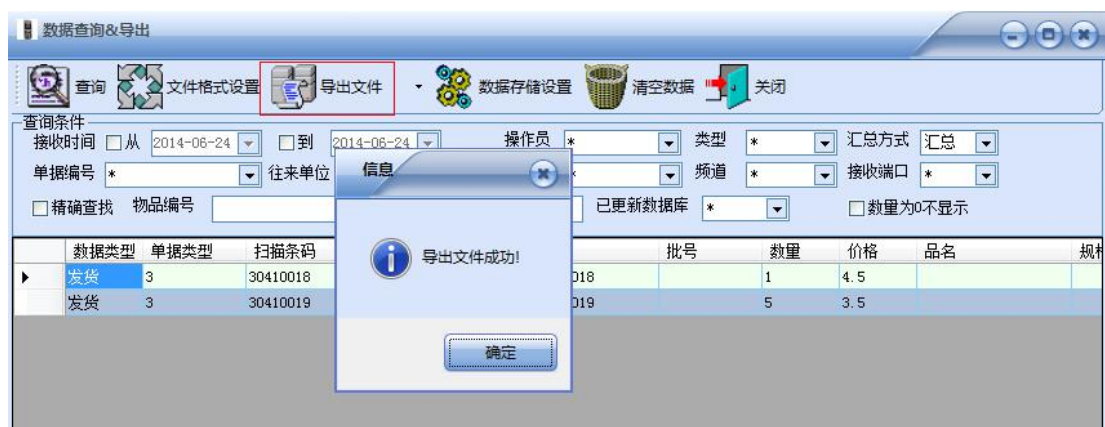 数据查询&导出
查询 文件格式设置 导出文件 数据存储设置 清空数据 关闭
查询条件
接收时间 从 2014-06-24 到 2014-06-24 操作员 * 类型 * 汇总方式 汇总
单据编号 * 往来单位 频道 * 接收端口 *
精确查找 物品编号 已更新数据库 * 数量为0不显示
信息
导出文件成功!
确定
数据类型 单据类型 扫描条码 批号 数量 价格 品名
发货 3 30410018 018 1 4.5
发货 3 30410019 019 5 3.5